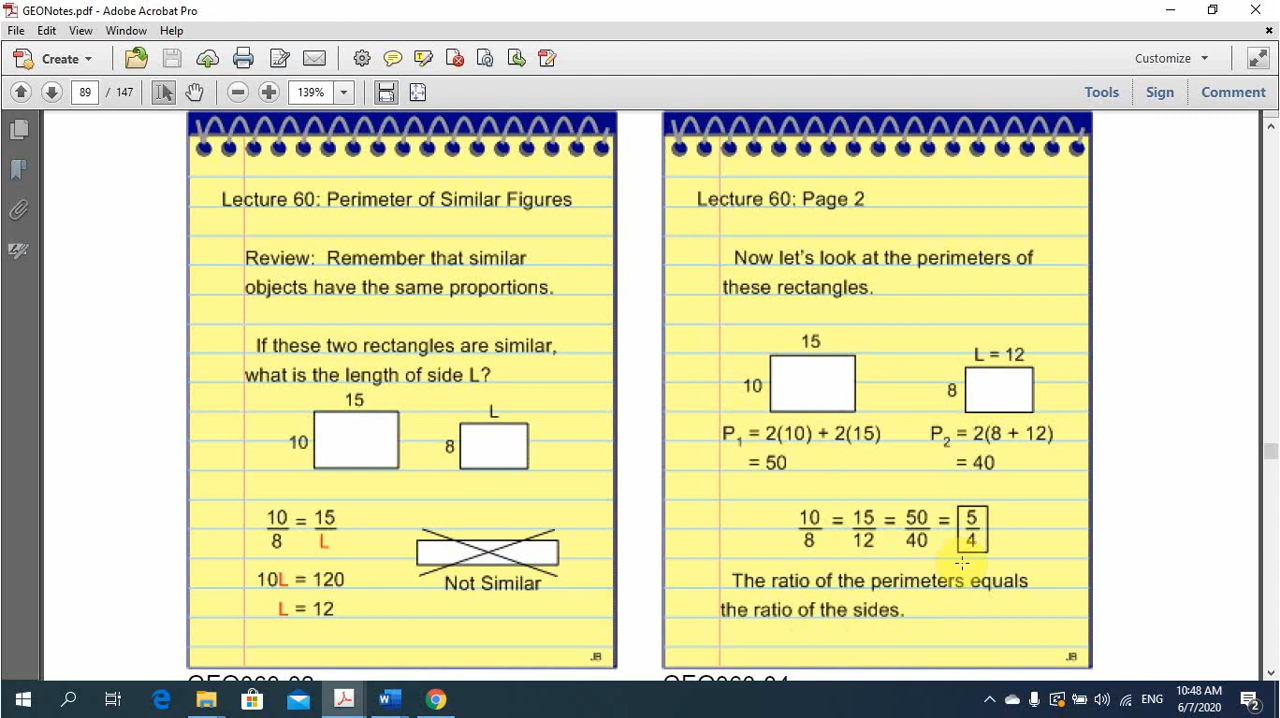 GEONotes.pdf - Adobe Acrobat Pro
File Edit View Window Help
Create
Customize
89 / 147
139%
Tools Sign Comment
Lecture 60: Perimeter of Similar Figures
Review: Remember that similar
objects have the same proportions.
If these two rectangles are similar,
what is the length of side L?
15
L
10
8
10 = 15
8 L
10L = 120
L = 12
Not Similar
JB
Lecture 60: Page 2
Now let's look at the perimeters of
these rectangles.
15
L = 12
10
8
P1 = 2(10) + 2(15)
= 50
P2 = 2(8 + 12)
= 40
10 = 15 = 50 = 5
8 12 40 4
The ratio of the perimeters equals
the ratio of the sides.
JB
ENG
10:48 AM
6/7/2020
2